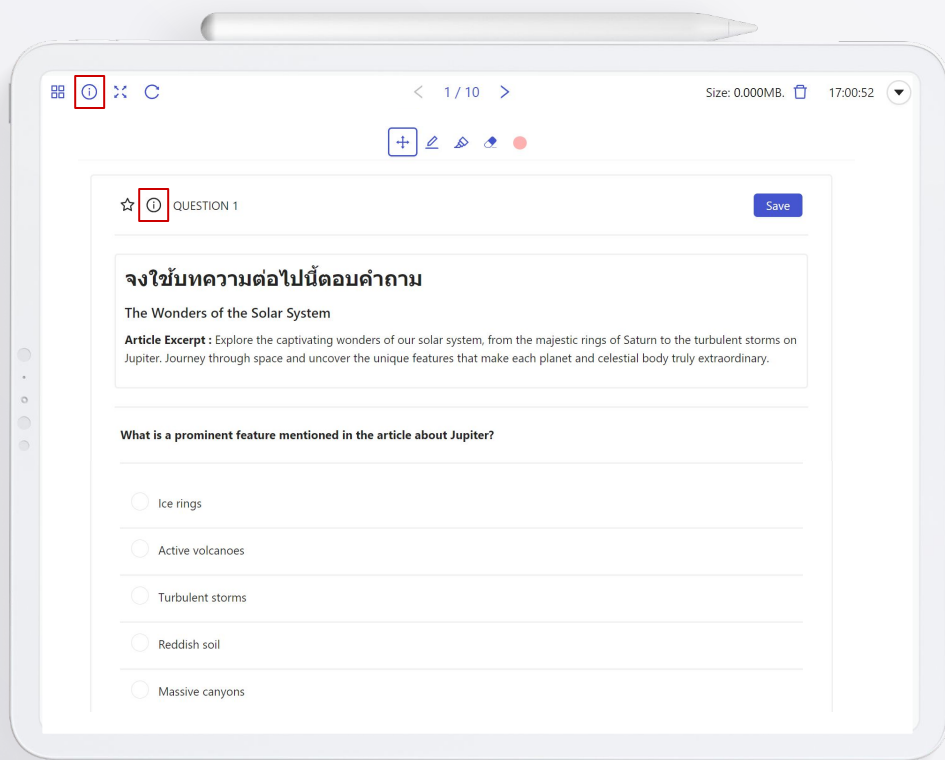 1 / 10
Size: 0.000MB.
17:00:52
QUESTION 1
Save
จงใช้บทความต่อไปนี้ตอบคำถาม
The Wonders of the Solar System
Article Excerpt : Explore the captivating wonders of our solar system, from the majestic rings of Saturn to the turbulent storms on
Jupiter. Journey through space and uncover the unique features that make each planet and celestial body truly extraordinary.
What is a prominent feature mentioned in the article about Jupiter?
Ice rings
Active volcanoes
Turbulent storms
Reddish soil
Massive canyons